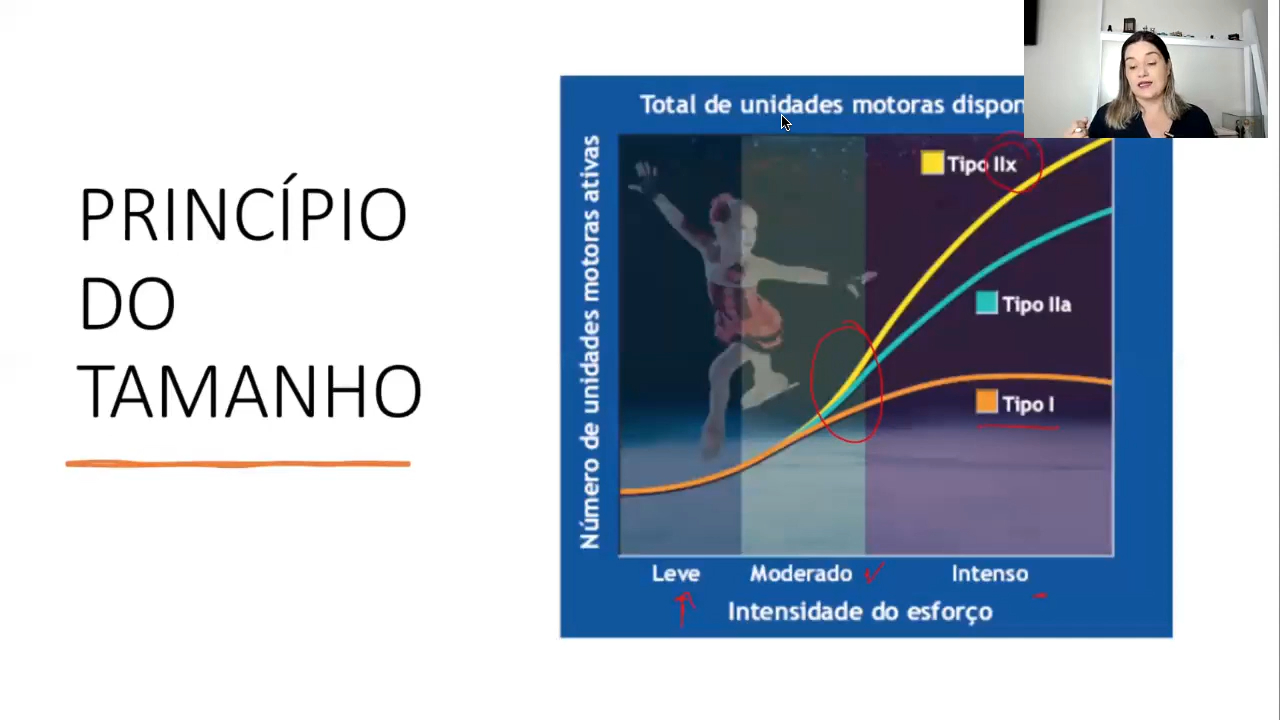 PRINCÍPIO
DO
TAMANHO
Total de unidades motoras
Número de unidades motoras ativas
Tipo IIx
Tipo IIa
Tipo I
Leve
Moderado
Intenso
Intensidade do esforço